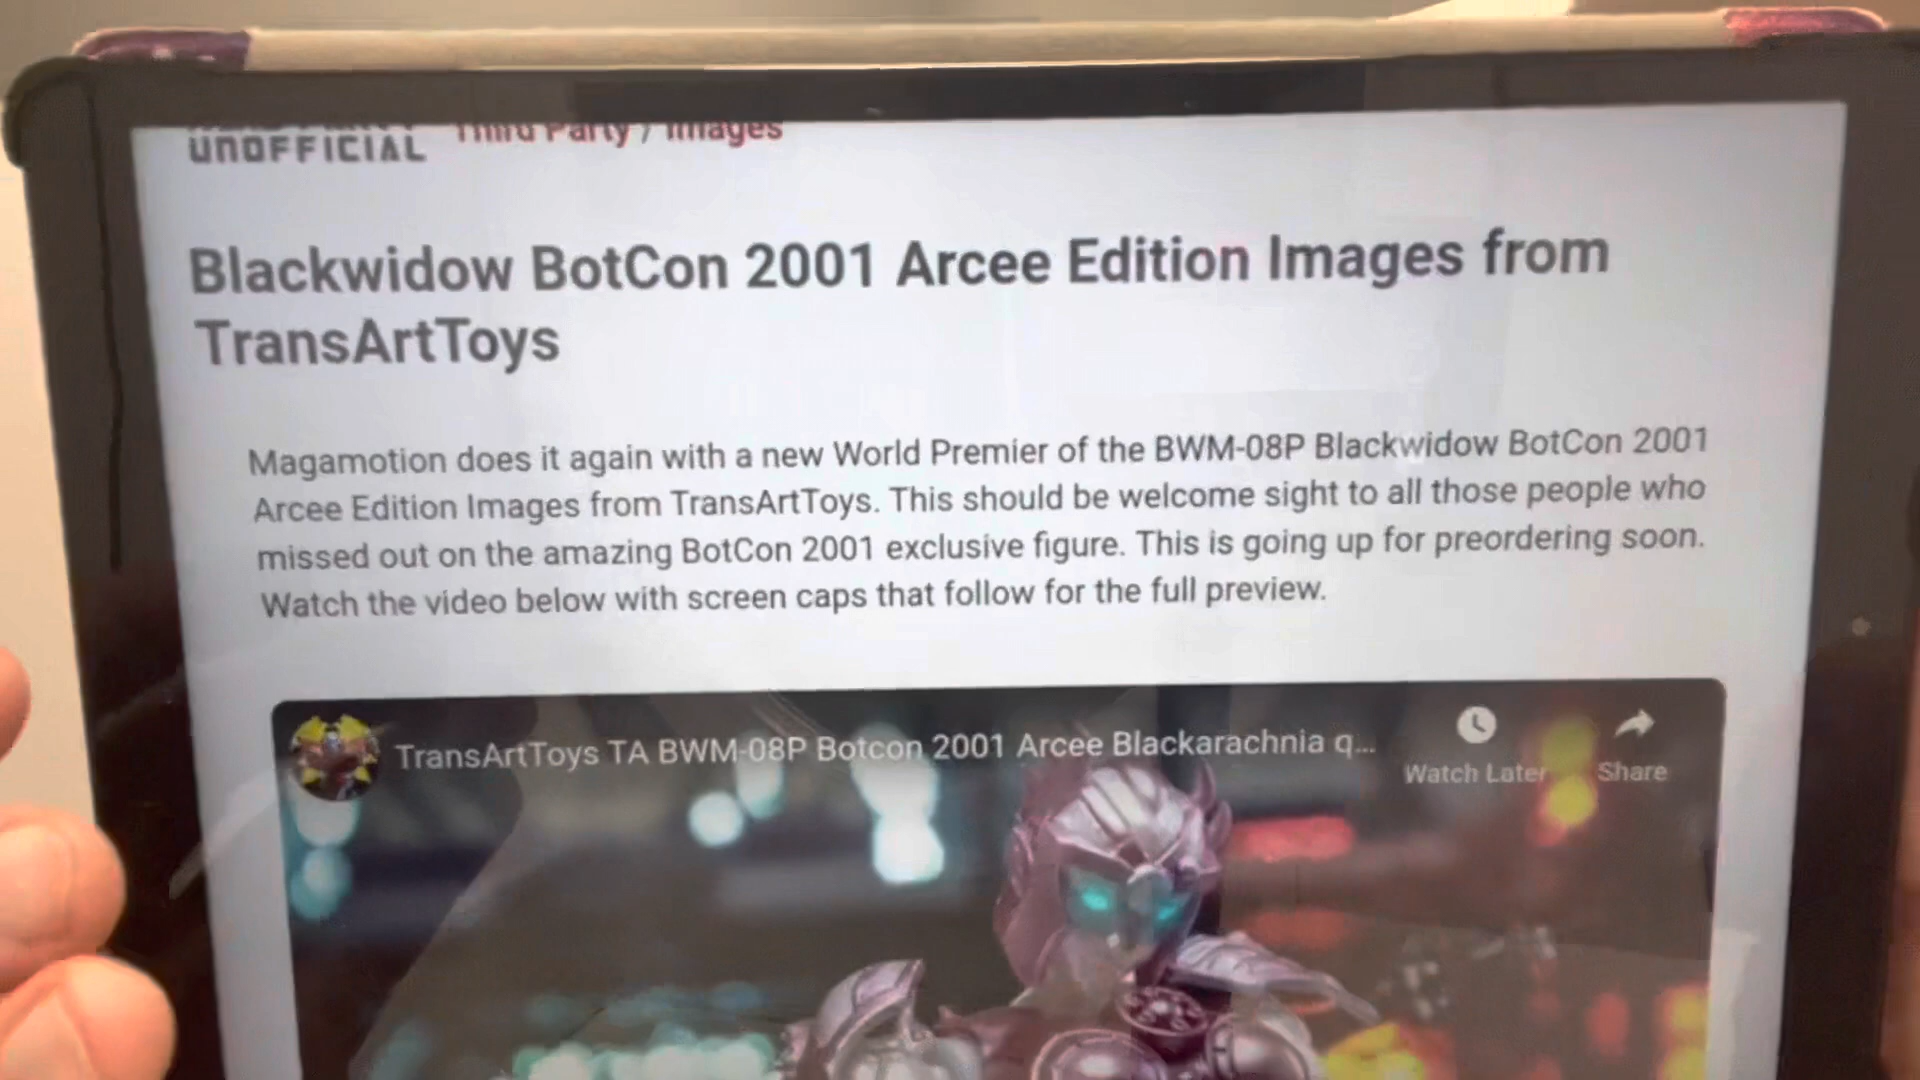 UNOFFICIAL Third Party / Images
Blackwidow BotCon 2001 Arcee Edition Images from
TransArtToys
Magamotion does it again with a new World Premier of the BWM-08P Blackwidow BotCon 2001
Arcee Edition Images from TransArtToys. This should be welcome sight to all those people who
missed out on the amazing BotCon 2001 exclusive figure. This is going up for preordering soon.
Watch the video below with screen caps that follow for the full preview.
TransArtToys TA BWM-08P Botcon 2001 Arcee Blackarachnia q...
Watch Later
Share